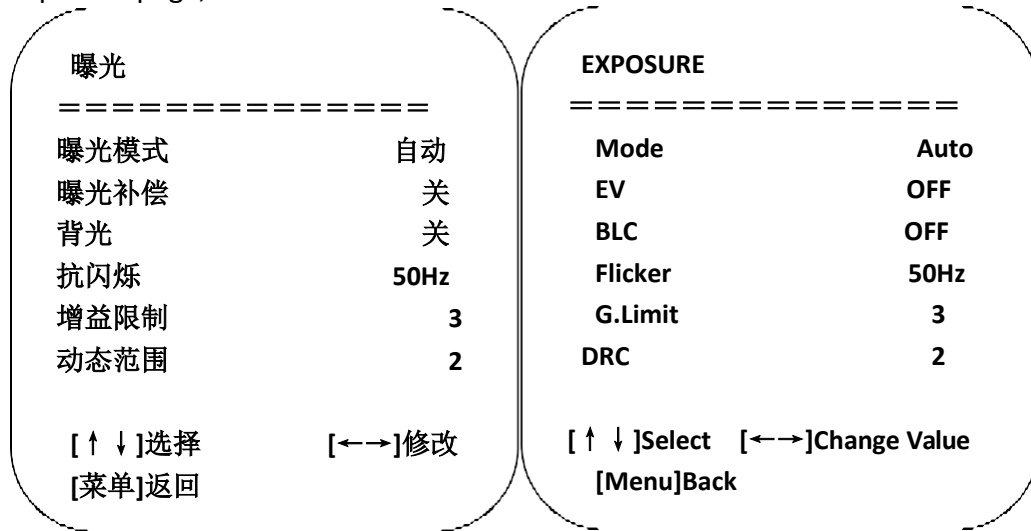 曝光
==============
曝光模式 自动
曝光补偿 关
背光 关
抗闪烁 50Hz
增益限制 3
动态范围 2
[↑↓]选择 [←→]修改
[菜单]返回
EXPOSURE
==============
Mode Auto
EV OFF
BLC OFF
Flicker 50Hz
G.Limit 3
DRC 2
[↑↓]Select [←→]Change Value
[Menu]Back